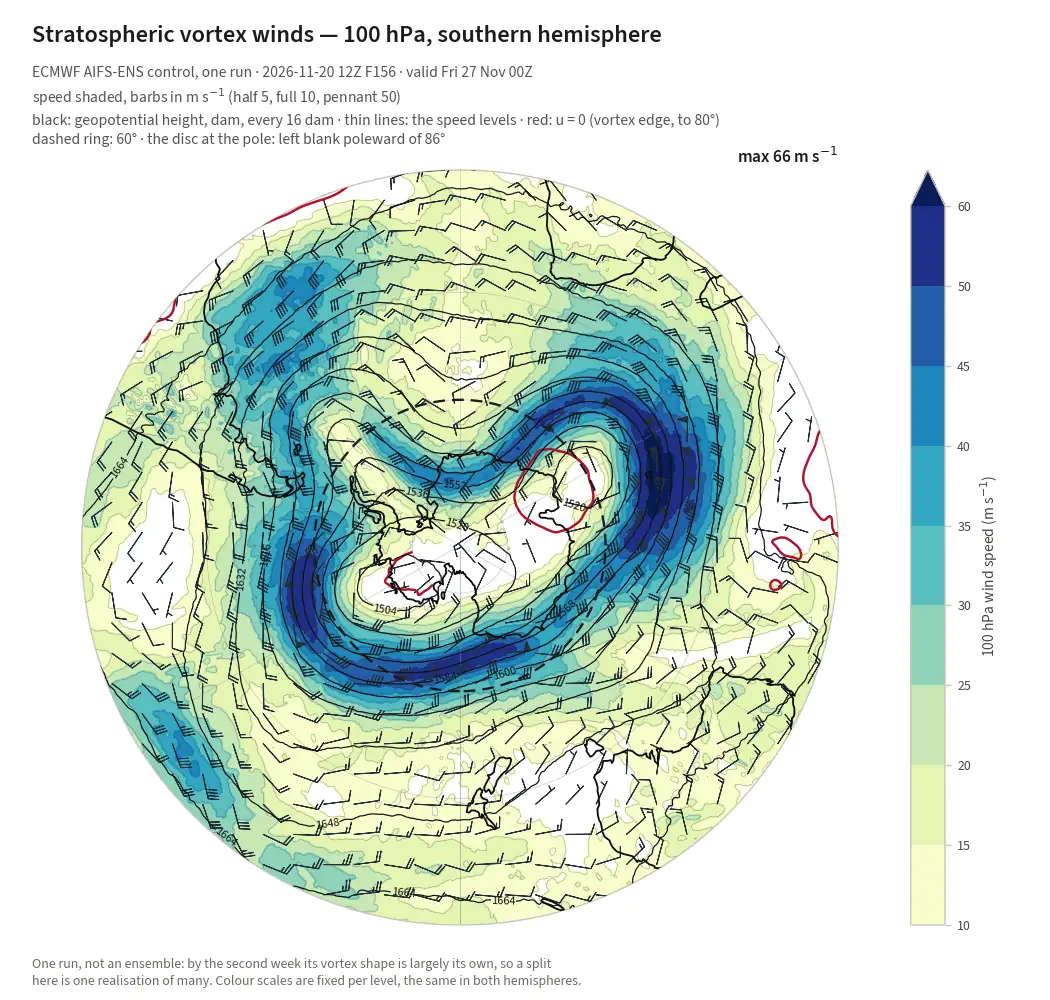 Stratospheric vortex winds — 100 hPa, southern hemisphere
ECMWF AIFS-ENS control, one run · 2026-11-20 12Z F156 · valid Fri 27 Nov 00Z
speed shaded, barbs in m s⁻¹ (half 5, full 10, pennant 50)
black: geopotential height, dam, every 16 dam · thin lines: the speed levels · red: u = 0 (vortex edge, to 80°)
dashed ring: 60° · the disc at the pole: left blank poleward of 86°
max 66 m s⁻¹
60
50
45
40
35
30
25
20
15
10
100 hPa wind speed (m s⁻¹)
1664
1552
1536
1520
1520
1616
1632
1504
1568
1584
1600
1648
1664
1664
1664
One run, not an ensemble: by the second week its vortex shape is largely its own, so a split
here is one realisation of many. Colour scales are fixed per level, the same in both hemispheres.